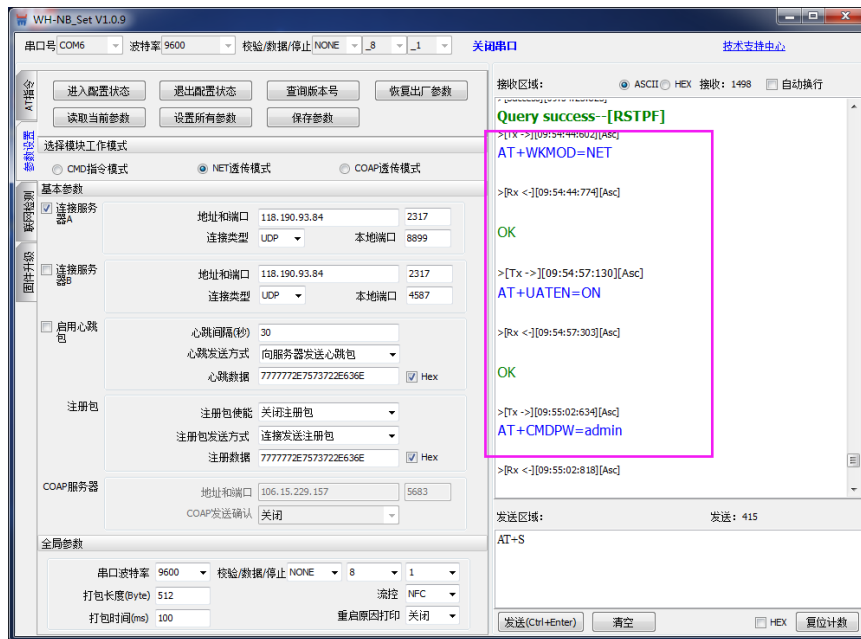 WH-NB_Set V1.0.9
串口号 COM6 波特率 9600 校验/数据/停止 NONE _8 _1 关闭串口 技术支持中心
AT指令
参数设置
联网检测
固件升级
进入配置状态 退出配置状态 查询版本号 恢复出厂参数
读取当前参数 设置所有参数 保存参数
选择模块工作模式
CMD指令模式 NET透传模式 COAP透传模式
基本参数
连接服务器A 地址和端口 118.190.93.84 2317
连接类型 UDP 本地端口 8899
连接服务器B 地址和端口 118.190.93.84 2317
连接类型 UDP 本地端口 4587
启用心跳包 心跳间隔(秒) 30
心跳发送方式 向服务器发送心跳包
心跳数据 7777772E7573722E636E Hex
注册包 注册包使能 关闭注册包
注册包发送方式 连接发送注册包
注册数据 7777772E7573722E636E Hex
COAP服务器 地址和端口 106.15.229.157 5683
COAP发送确认 关闭
全局参数
串口波特率 9600 校验/数据/停止 NONE 8 1
打包长度(Byte) 512 流控 NFC
打包时间(ms) 100 重启原因打印 关闭
接收区域: ASCII HEX 接收: 1498 自动换行
Query success--[RSTPF]
>[Tx ->][09:54:44:602][Asc]
AT+WKMOD=NET
>[Rx <-][09:54:44:774][Asc]
OK
>[Tx ->][09:54:57:130][Asc]
AT+UATEN=ON
>[Rx <-][09:54:57:303][Asc]
OK
>[Tx ->][09:55:02:634][Asc]
AT+CMDPW=admin
>[Rx <-][09:55:02:818][Asc]
发送区域: 发送: 415
AT+S
发送(Ctrl+Enter) 清空 HEX 复位计数